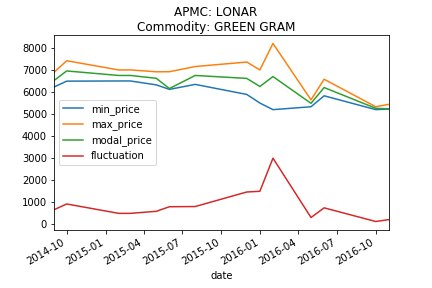 APMC: LONAR
Commodity: GREEN GRAM
8000
7000
6000
5000
4000
3000
2000
1000
0
min_price
max_price
modal_price
fluctuation
2014-10
2015-01
2015-04
2015-07
2015-10
2016-01
2016-04
2016-07
2016-10
date